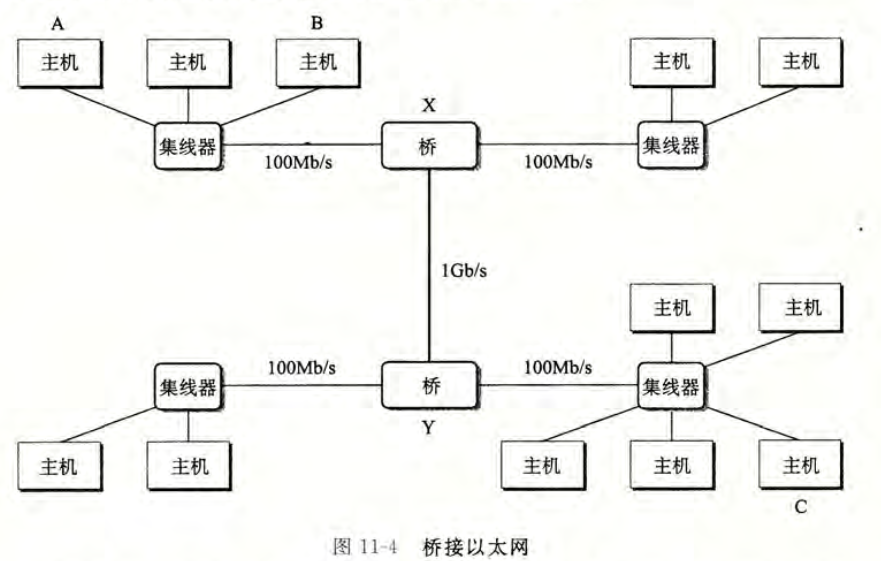 A
B
主机 主机 主机
主机 主机
X
集线器
桥
集线器
100Mb/s
100Mb/s
1Gb/s
主机 主机
100Mb/s
100Mb/s
集线器
桥
集线器
Y
主机 主机
主机 主机 主机
C
图 11-4 桥接以太网